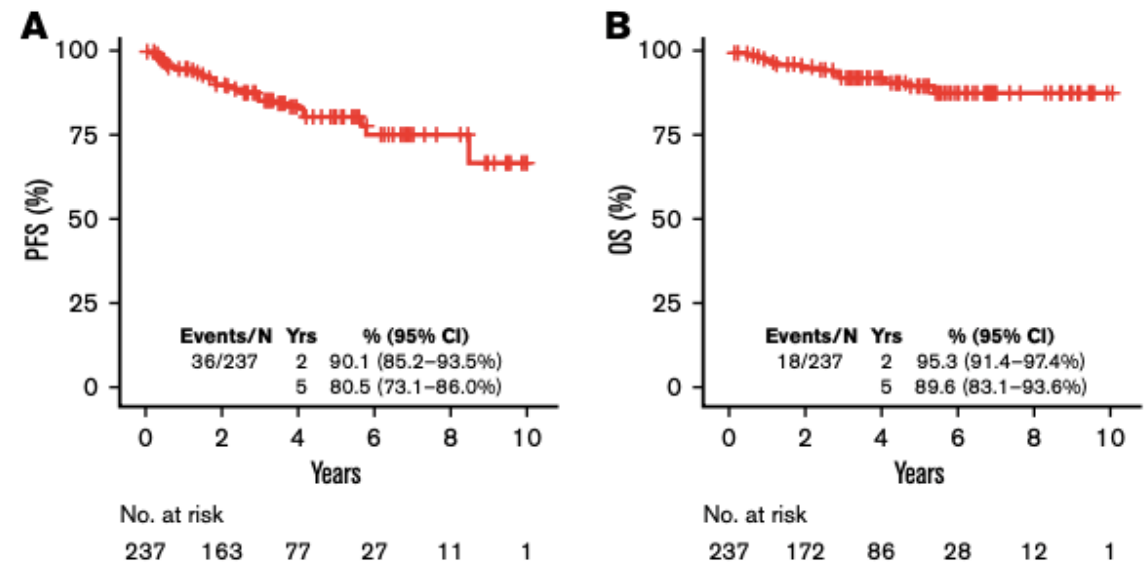 A
100
75
50
25
0
PFS (%)
Events/N Yrs % (95% CI)
36/237 2 90.1 (85.2–93.5%)
5 80.5 (73.1–86.0%)
0 2 4 6 8 10
Years
No. at risk
237 163 77 27 11 1
B
100
75
50
25
0
OS (%)
Events/N Yrs % (95% CI)
18/237 2 95.3 (91.4–97.4%)
5 89.6 (83.1–93.6%)
0 2 4 6 8 10
Years
No. at risk
237 172 86 28 12 1